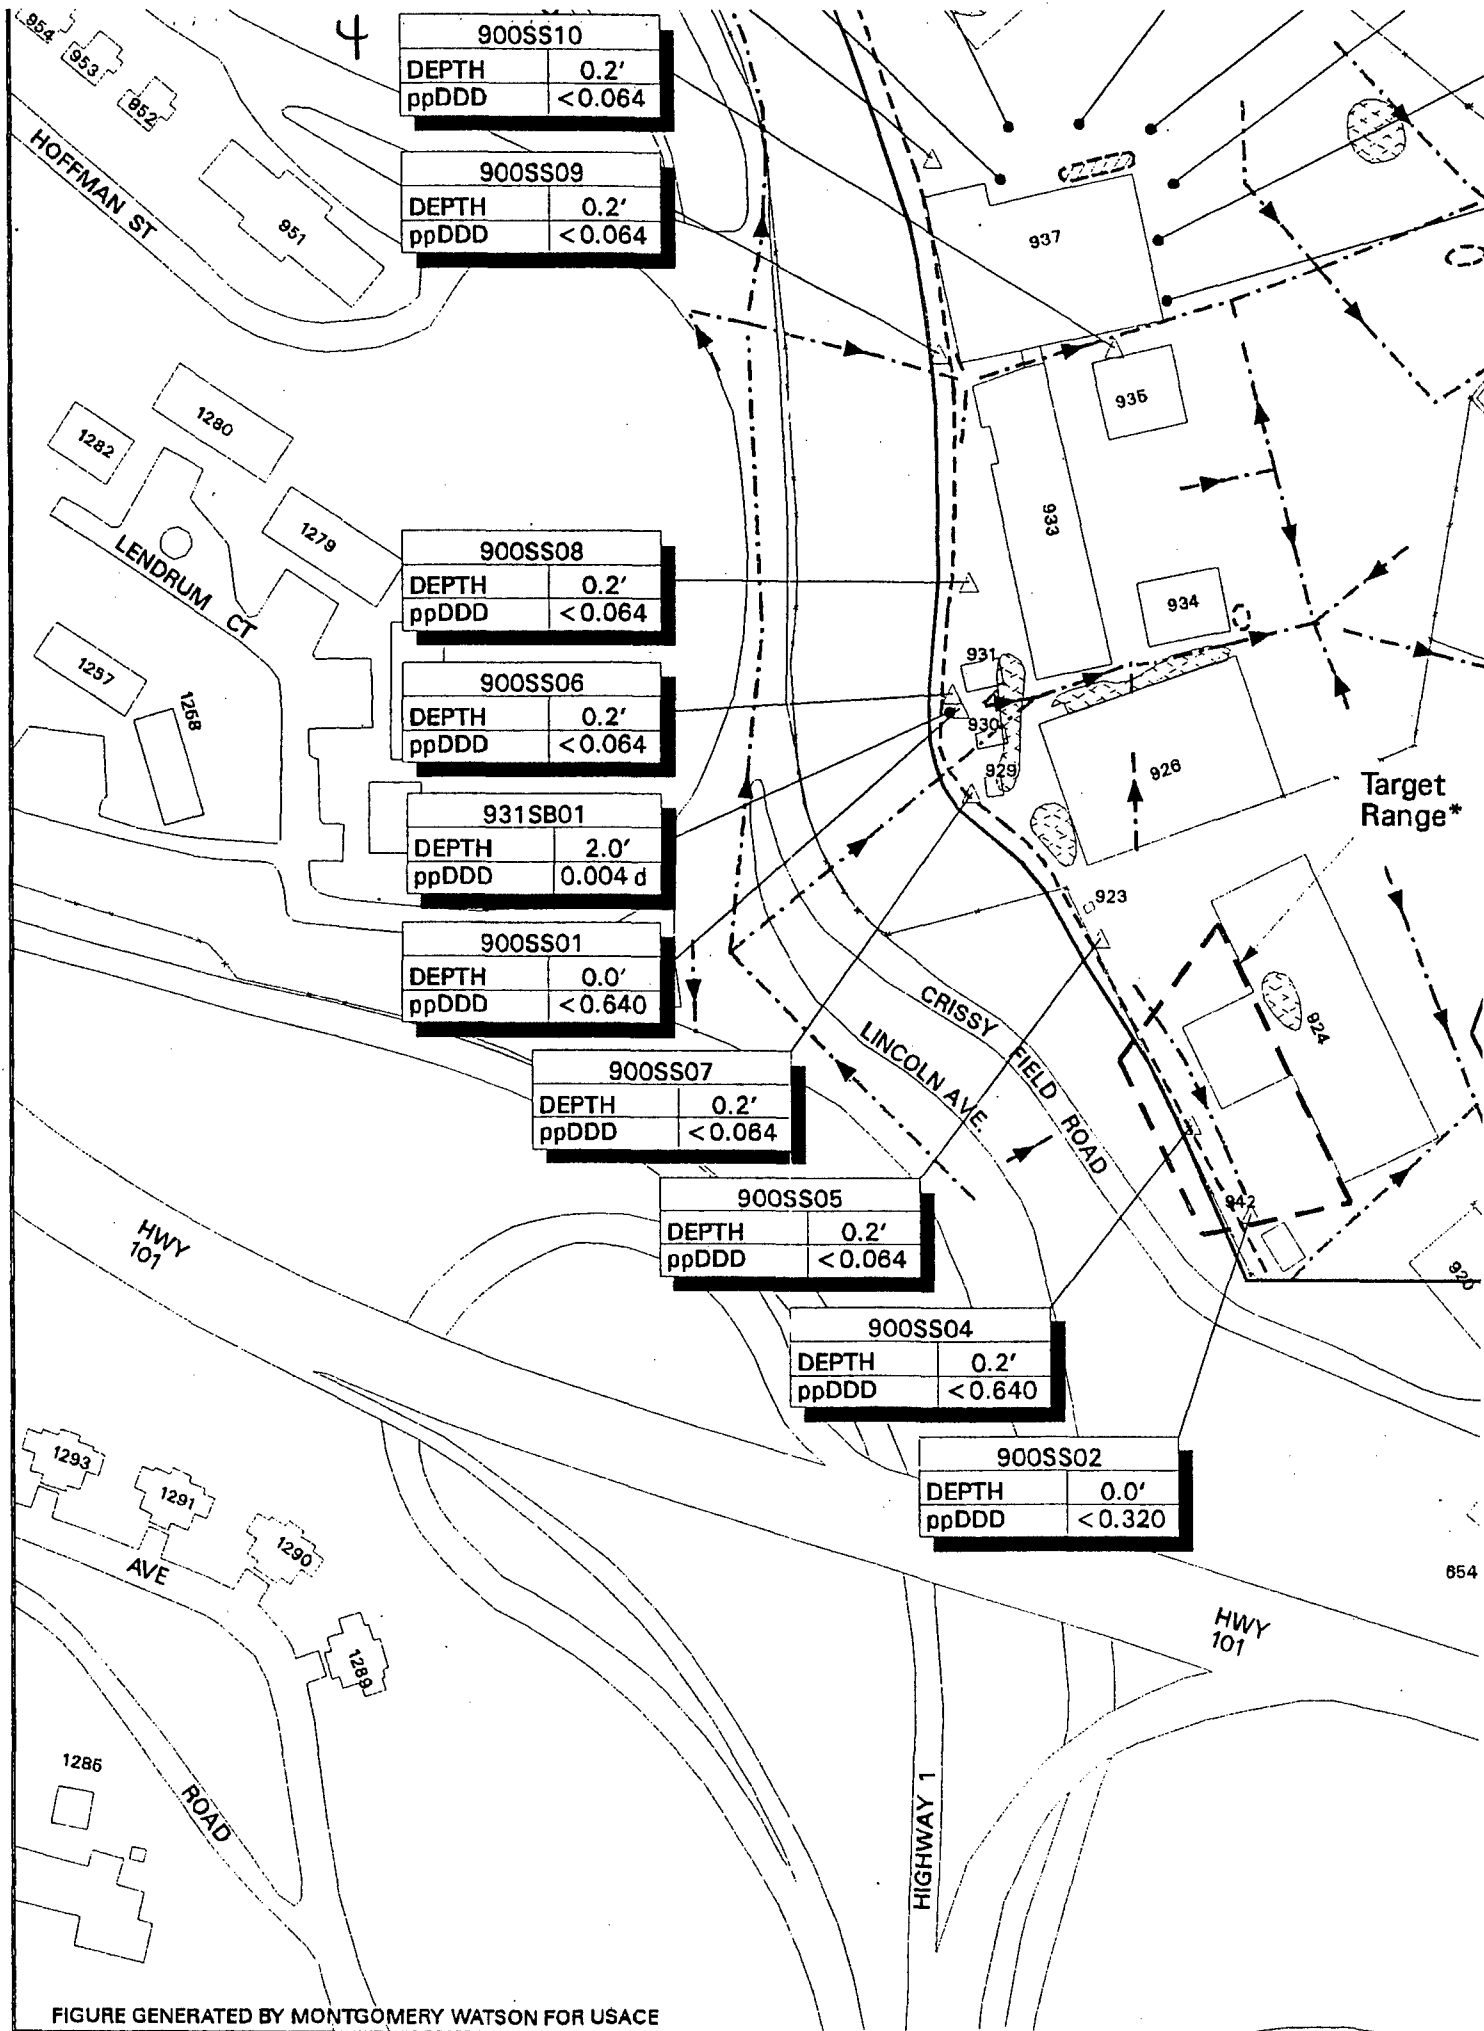 4
954
953
952
HOFFMAN ST
951
900SS10
DEPTH 0.2'
ppDDD <0.064
900SS09
DEPTH 0.2'
ppDDD <0.064
937
935
933
934
1282
1280
1279
LENDRUM CT
1257
1258
900SS08
DEPTH 0.2'
ppDDD <0.064
900SS06
DEPTH 0.2'
ppDDD <0.064
931SB01
DEPTH 2.0'
ppDDD 0.004 d
900SS01
DEPTH 0.0'
ppDDD <0.640
931
930
929
926
Target
Range*
923
924
900SS07
DEPTH 0.2'
ppDDD <0.064
CRISSY FIELD ROAD
LINCOLN AVE.
900SS05
DEPTH 0.2'
ppDDD <0.064
942
920
HWY
101
900SS04
DEPTH 0.2'
ppDDD <0.640
900SS02
DEPTH 0.0'
ppDDD <0.320
1293
1291
1290
AVE
1289
654
HWY
101
1285
ROAD
HIGHWAY 1
FIGURE GENERATED BY MONTGOMERY WATSON FOR USACE